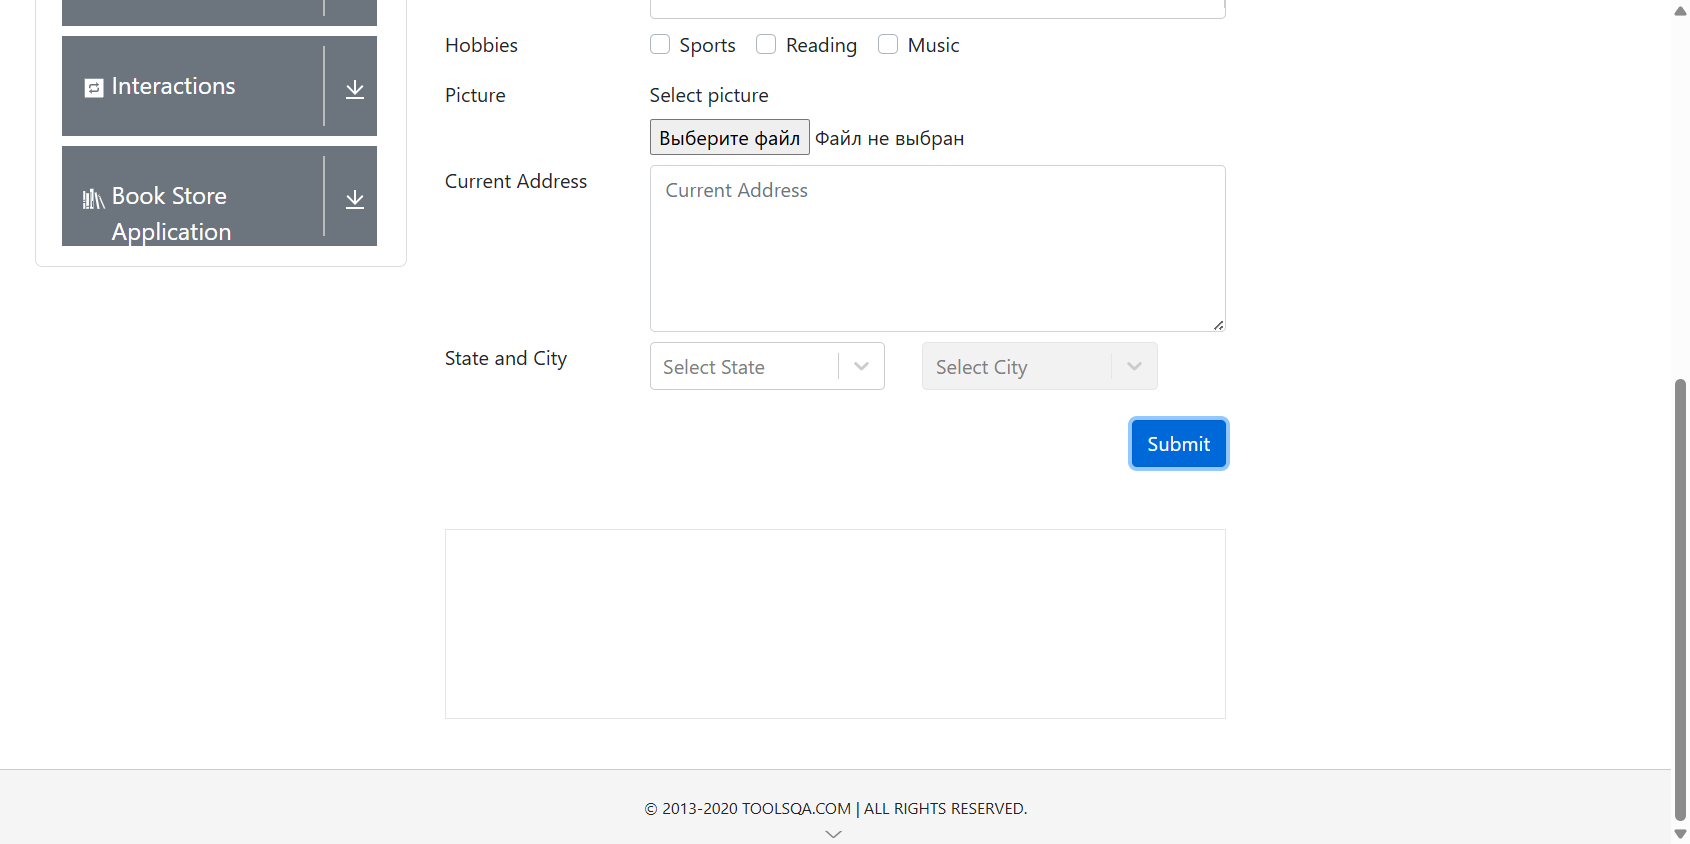 Interactions
Book Store
Application
Hobbies
Sports Reading Music
Picture
Select picture
Выберите файл Файл не выбран
Current Address
Current Address
State and City
Select State
Select City
Submit
© 2013-2020 TOOLSQA.COM | ALL RIGHTS RESERVED.